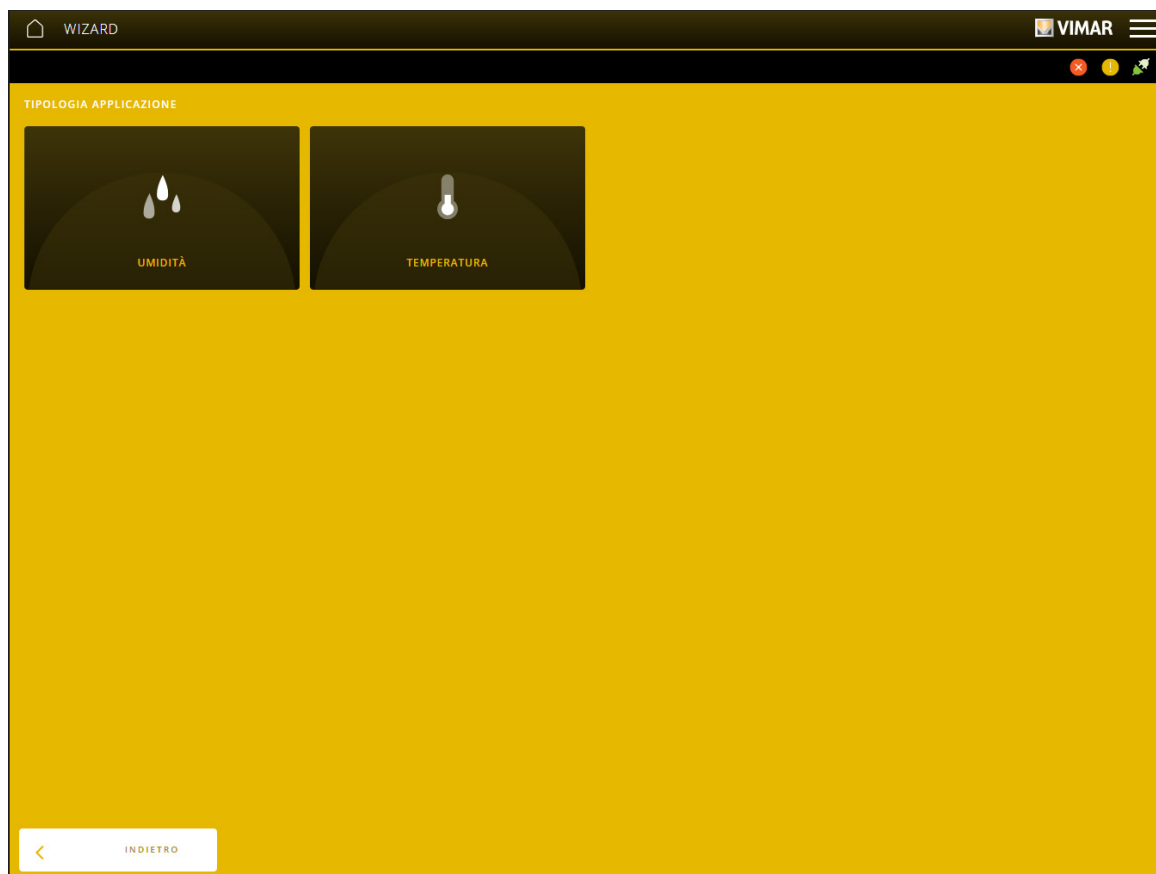 WIZARD
VIMAR
TIPOLOGIA APPLICAZIONE
UMIDITÀ
TEMPERATURA
INDIETRO